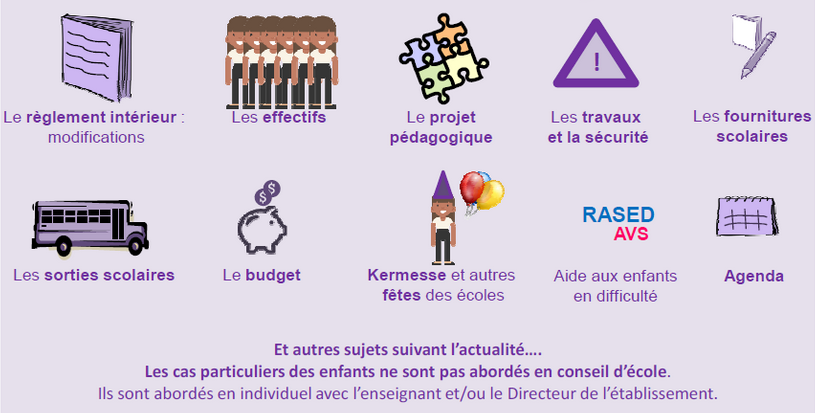 Le règlement intérieur :
modifications
Les effectifs
Le projet
pédagogique
!
Les travaux
et la sécurité
Les fournitures
scolaires
Les sorties scolaires
$
$
Le budget
Kermesse et autres
fêtes des écoles
RASED
AVS
Aide aux enfants
en difficulté
Agenda
Et autres sujets suivant l’actualité....
Les cas particuliers des enfants ne sont pas abordés en conseil d’école.
Ils sont abordés en individuel avec l’enseignant et/ou le Directeur de l’établissement.